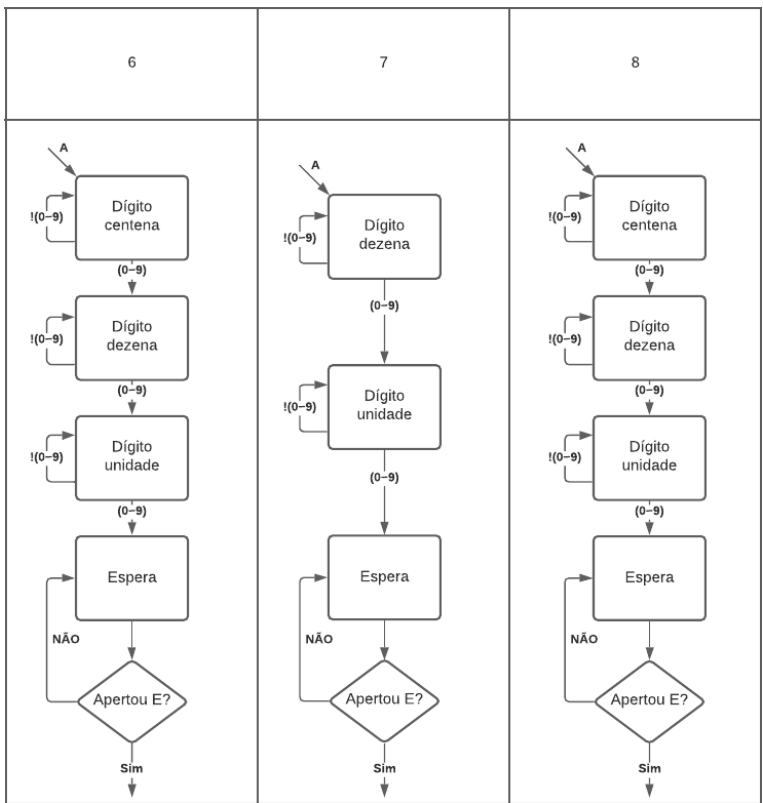 6
7
8
A
Dígito
centena
!(0–9)
(0–9)
Dígito
dezena
!(0–9)
(0–9)
Dígito
unidade
!(0–9)
(0–9)
Espera
NÃO
Apertou E?
Sim
A
Dígito
dezena
!(0–9)
(0–9)
Dígito
unidade
!(0–9)
(0–9)
Espera
NÃO
Apertou E?
Sim
A
Dígito
centena
!(0–9)
(0–9)
Dígito
dezena
!(0–9)
(0–9)
Dígito
unidade
!(0–9)
(0–9)
Espera
NÃO
Apertou E?
Sim